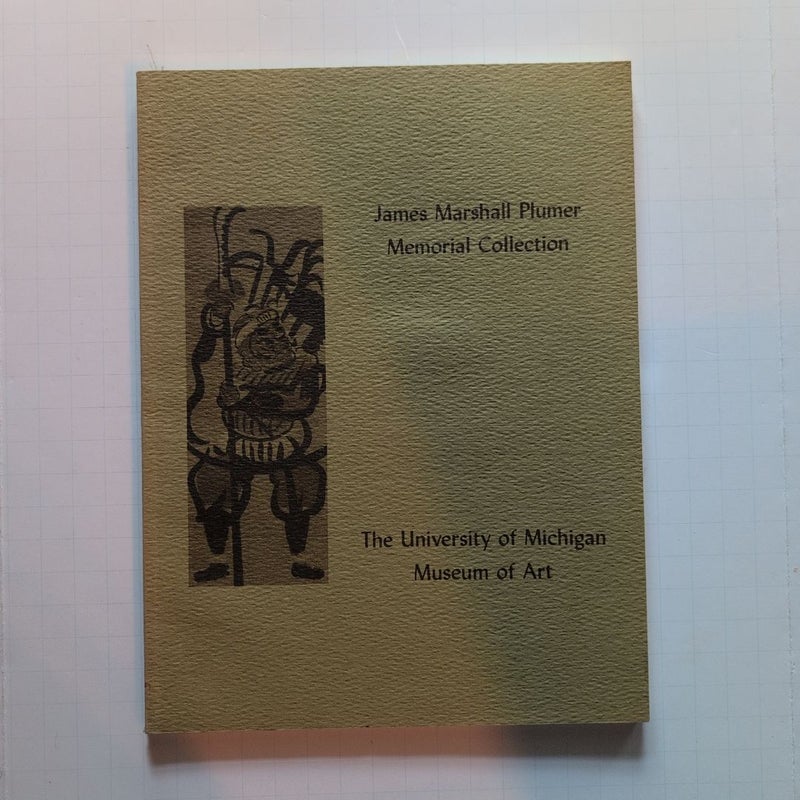 James Marshall Plumer
Memorial Collection
The University of Michigan
Museum of Art